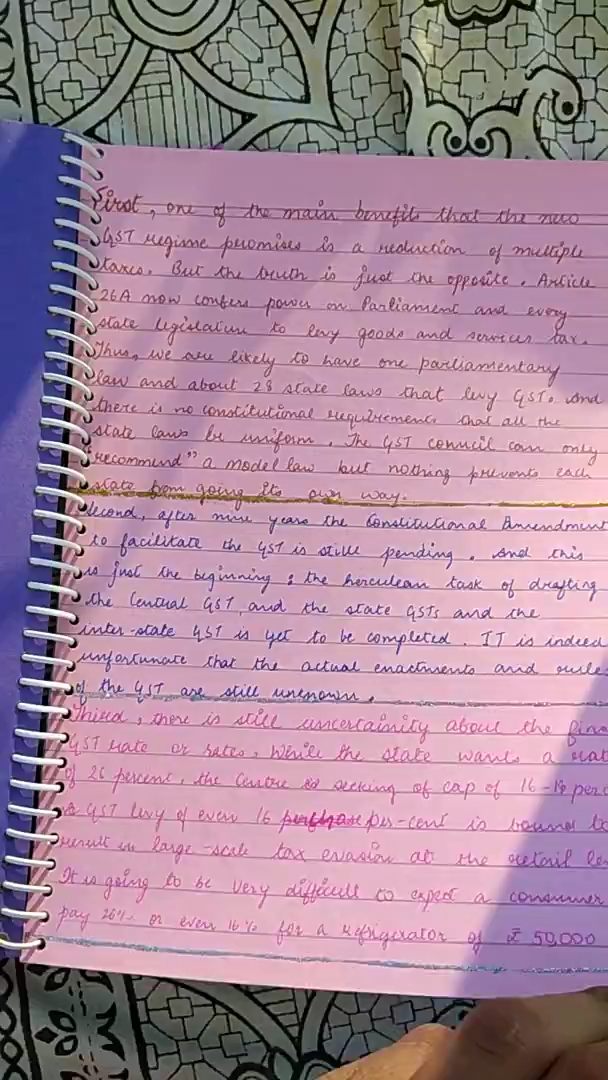 First, one of the main benefits that the new
GST regime promises is a reduction of multiple
taxes. But the truth is just the opposite. Article
26A now confers power on Parliament and every
state legislature to levy goods and services tax.
Thus, we are likely to have one parliamentary
law and about 28 state laws that levy GST. And
there is no constitutional requirements that all the
state laws be uniform. The GST council can only
"recommend" a model law but nothing prevents each
state from going its own way.
Second, after nine years the Constitutional Amendment
to facilitate the GST is still pending. And this
is just the beginning: the herculean task of drafting
the Central GST, and the state GSTs and the
inter-state GST is yet to be completed. IT is indeed
unfortunate that the actual enactments and rule
of the GST are still unknown.
Third, there is still uncertainity about the fina
GST rate or rates. While the state wants a rat
of 26 percent, the Centre is seeking of cap of 16-18 perc
A GST levy of even 16 per-cent is bound to
result in large-scale tax evasion at the retail le
It is going to be very difficult to expect a consumer
pay 26% or even 16% for a refrigerator of ₹ 50,000